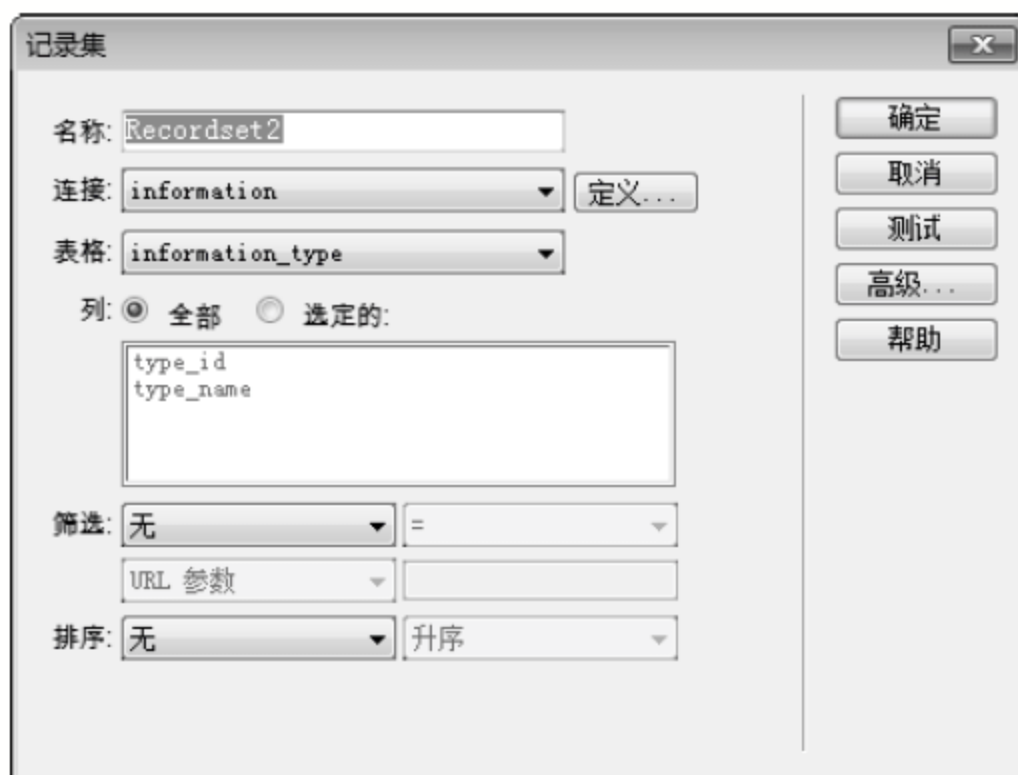 记录集
名称: Recordset2
连接: information 定义...
表格: information_type
列: 全部 选定的:
type_id
type_name
筛选: 无 =
URL 参数
排序: 无 升序
确定
取消
测试
高级...
帮助